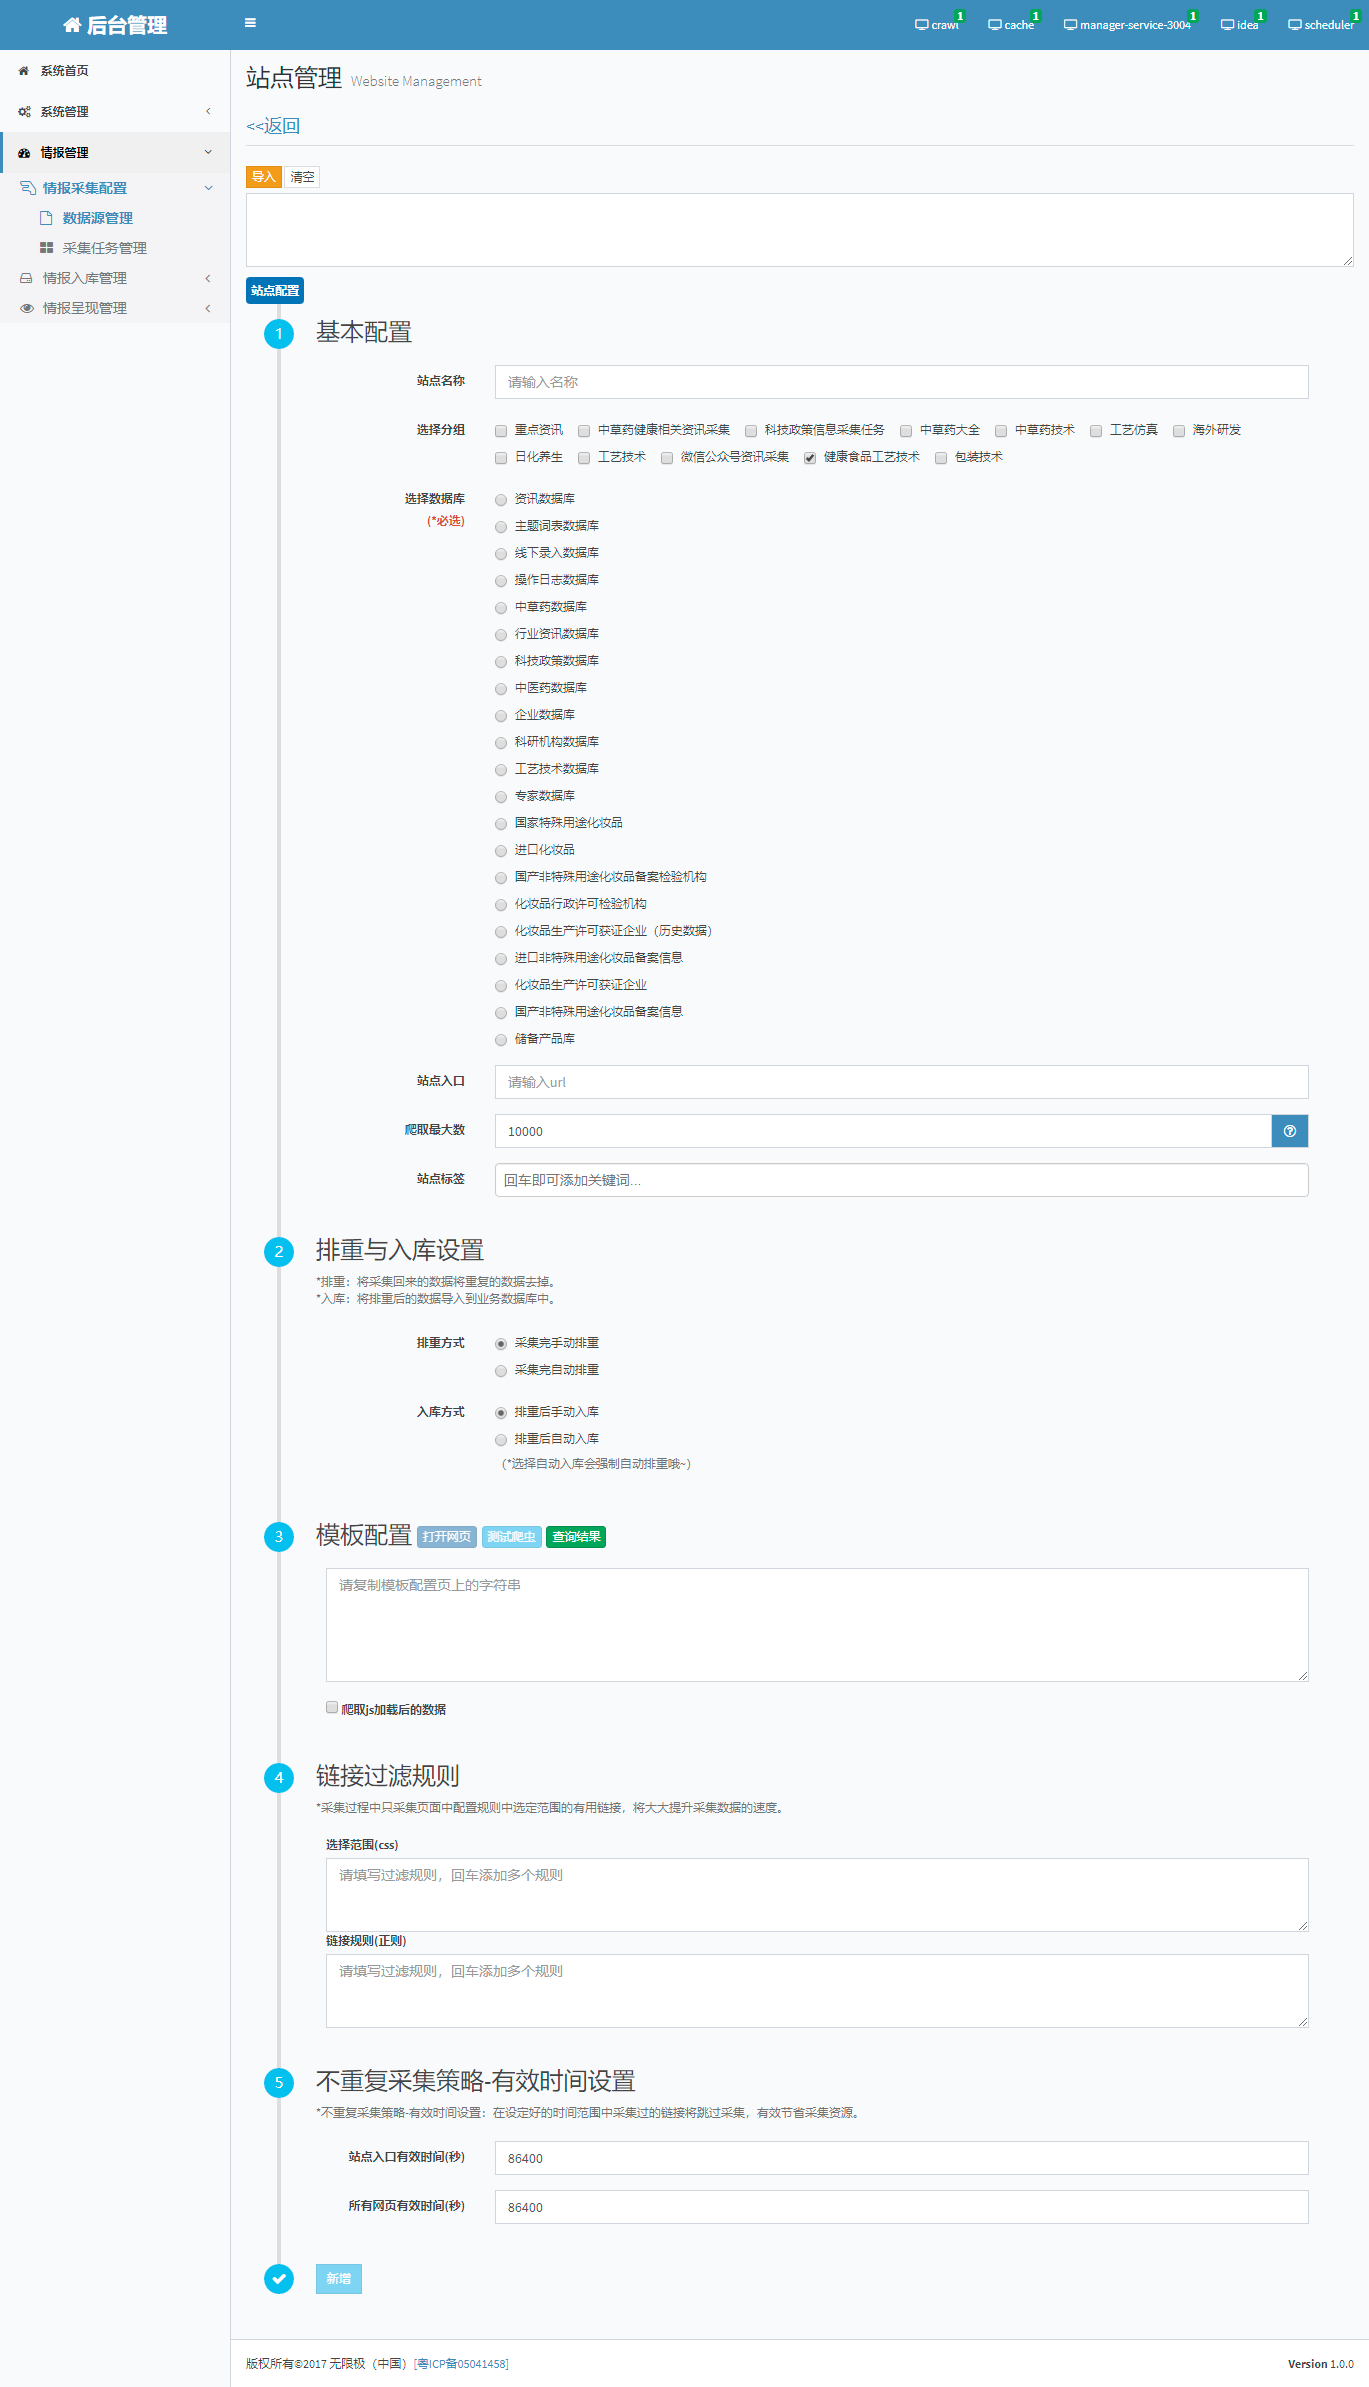 后台管理
crawl 1
cache 1
manager-service-3004 1
idea 1
scheduler 1
系统首页
系统管理
情报管理
情报采集配置
数据源管理
采集任务管理
情报入库管理
情报呈现管理
站点管理 Website Management
<<返回
导入 清空
站点配置
1 基本配置
站点名称 请输入名称
选择分组 重点资讯 中草药健康相关资讯采集 科技政策信息采集任务 中草药大全 中草药技术 工艺仿真 海外研发
日化养生 工艺技术 微信公众号资讯采集 健康食品工艺技术 包装技术
选择数据库 资讯数据库
(*必选)
主题词表数据库
线下录入数据库
操作日志数据库
中草药数据库
行业资讯数据库
科技政策数据库
中医药数据库
企业数据库
科研机构数据库
工艺技术数据库
专家数据库
国家特殊用途化妆品
进口化妆品
国产非特殊用途化妆品备案检验机构
化妆品行政许可检验机构
化妆品生产许可获证企业（历史数据）
进口非特殊用途化妆品备案信息
化妆品生产许可获证企业
国产非特殊用途化妆品备案信息
储备产品库
站点入口 请输入url
爬取最大数 10000
站点标签 回车即可添加关键词...
2 排重与入库设置
*排重：将采集回来的数据将重复的数据去掉。
*入库：将排重后的数据导入到业务数据库中。
排重方式 采集完手动排重
采集完自动排重
入库方式 排重后手动入库
排重后自动入库
(*选择自动入库会强制自动排重哦~)
3 模板配置 打开网页 测试爬虫 查询结果
请复制模板配置页上的字符串
爬取js加载后的数据
4 链接过滤规则
*采集过程中只采集页面中配置规则中选定范围的有用链接，将大大提升采集数据的速度。
选择范围(css)
请填写过滤规则，回车添加多个规则
链接规则(正则)
请填写过滤规则，回车添加多个规则
5 不重复采集策略-有效时间设置
*不重复采集策略-有效时间设置：在设定好的时间范围中采集过的链接将跳过采集，有效节省采集资源。
站点入口有效时间(秒) 86400
所有网页有效时间(秒) 86400
新增
版权所有©2017 无限极（中国）[粤ICP备05041458]
Version 1.0.0